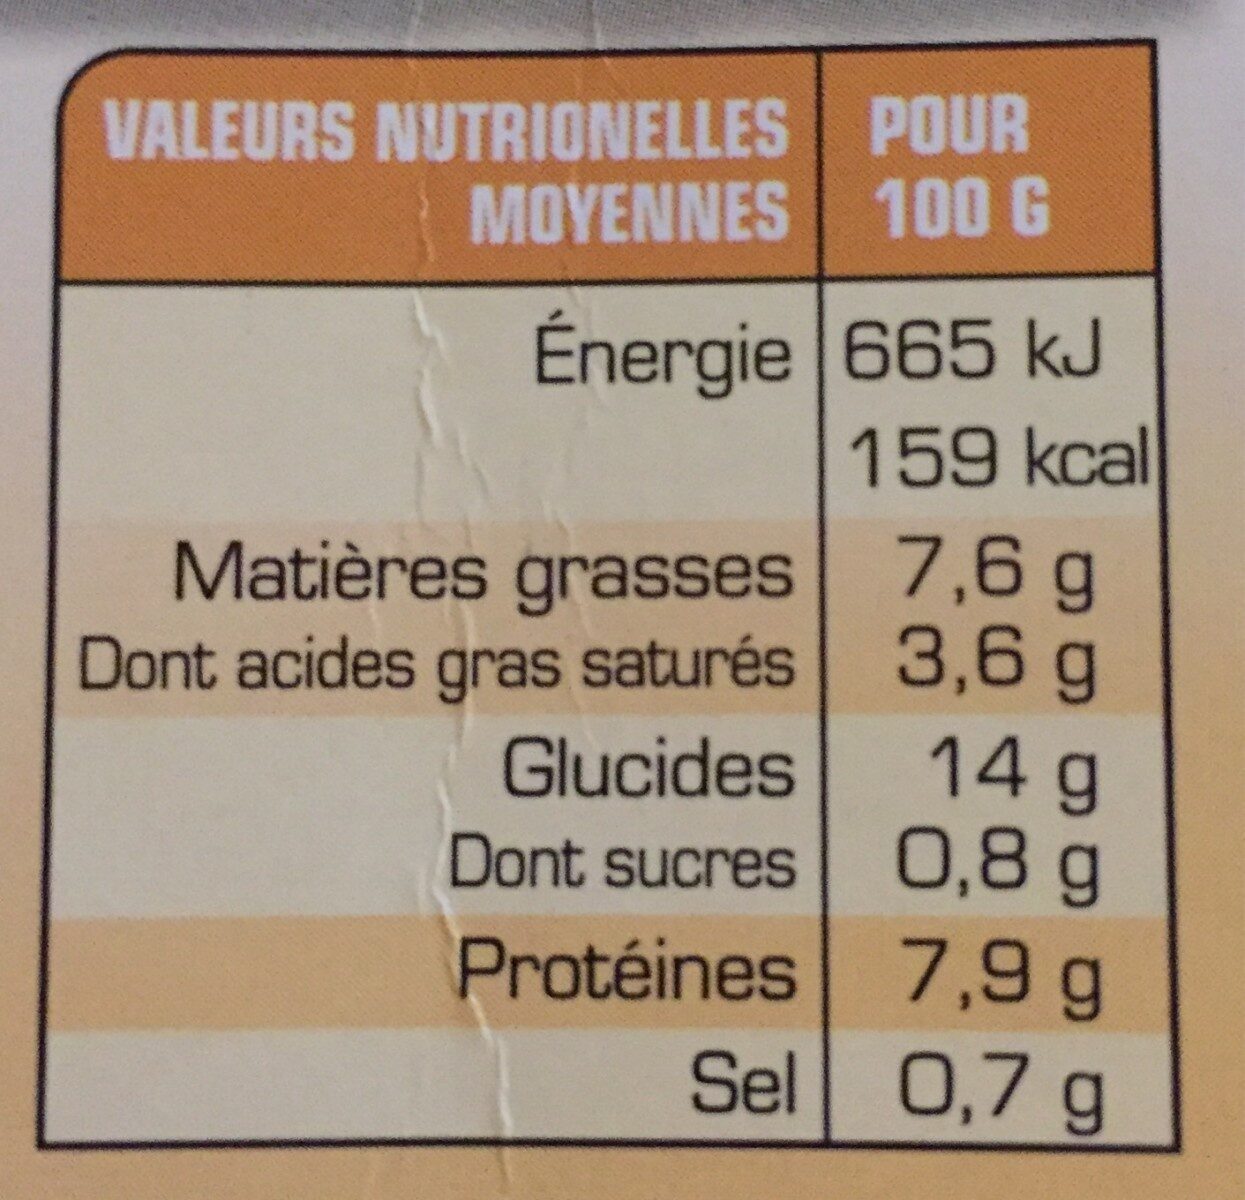 VALEURS NUTRIONELLES MOYENNES POUR 100 G
Énergie 665 kJ
159 kcal
Matières grasses 7,6 g
Dont acides gras saturés 3,6 g
Glucides 14 g
Dont sucres 0,8 g
Protéines 7,9 g
Sel 0,7 g